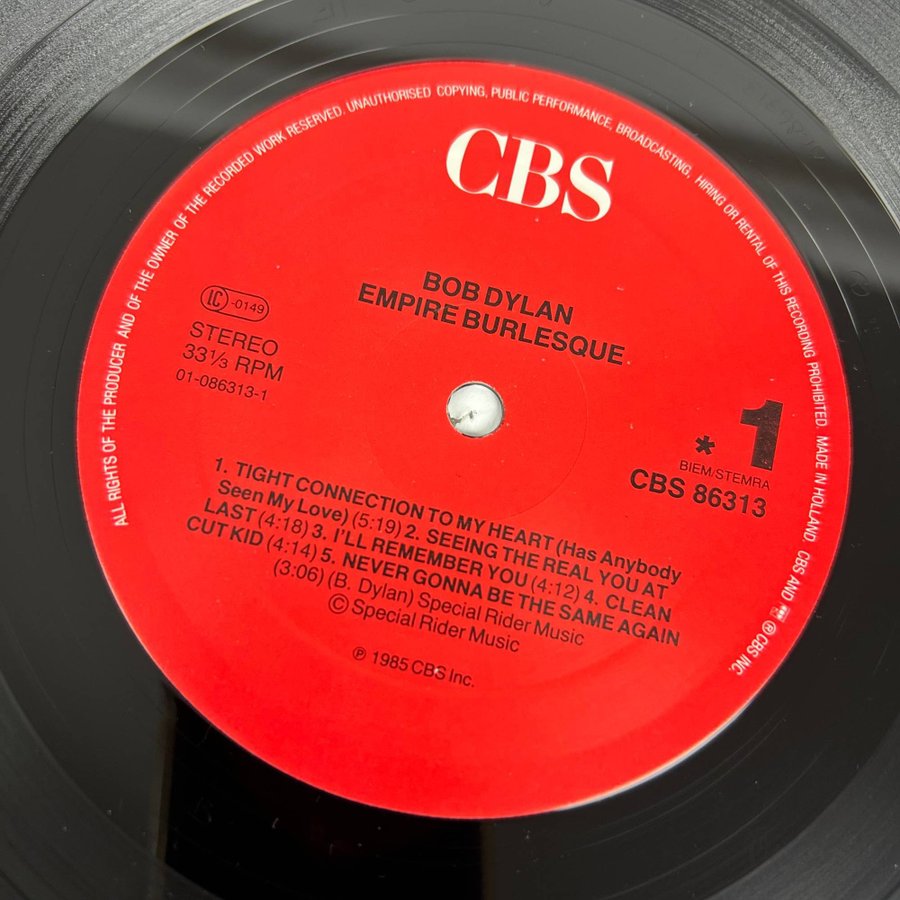 ALL RIGHTS OF THE PRODUCER AND OF THE OWNER OF THE RECORDED WORK RESERVED. UNAUTHORISED COPYING, PUBLIC PERFORMANCE, BROADCASTING, HIRING OR RENTAL OF THIS RECORDING PROHIBITED. MADE IN HOLLAND. CBS AND ® CBS INC.
CBS
BOB DYLAN
EMPIRE BURLESQUE
LC -0149
STEREO
33⅓ RPM
01-086313-1
* 1
BIEM/STEMRA
CBS 86313
1. TIGHT CONNECTION TO MY HEART (Has Anybody
Seen My Love) (5:19) 2. SEEING THE REAL YOU AT
LAST (4:18) 3. I'LL REMEMBER YOU (4:12) 4. CLEAN
CUT KID (4:14) 5. NEVER GONNA BE THE SAME AGAIN
(3:06) (B. Dylan) Special Rider Music
© Special Rider Music
℗ 1985 CBS Inc.